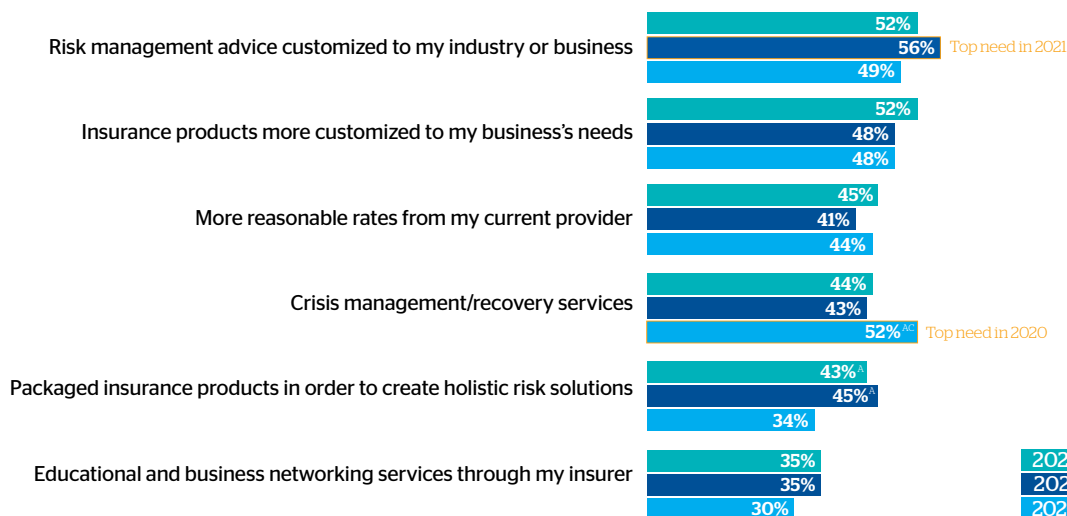 52%
Risk management advice customized to my industry or business 56% Top need in 2021
49%
52%
Insurance products more customized to my business's needs 48%
48%
45%
More reasonable rates from my current provider 41%
44%
44%
Crisis management/recovery services 43%
52% AC Top need in 2020
43% A
Packaged insurance products in order to create holistic risk solutions 45% A
34%
35%
Educational and business networking services through my insurer 35%
30%